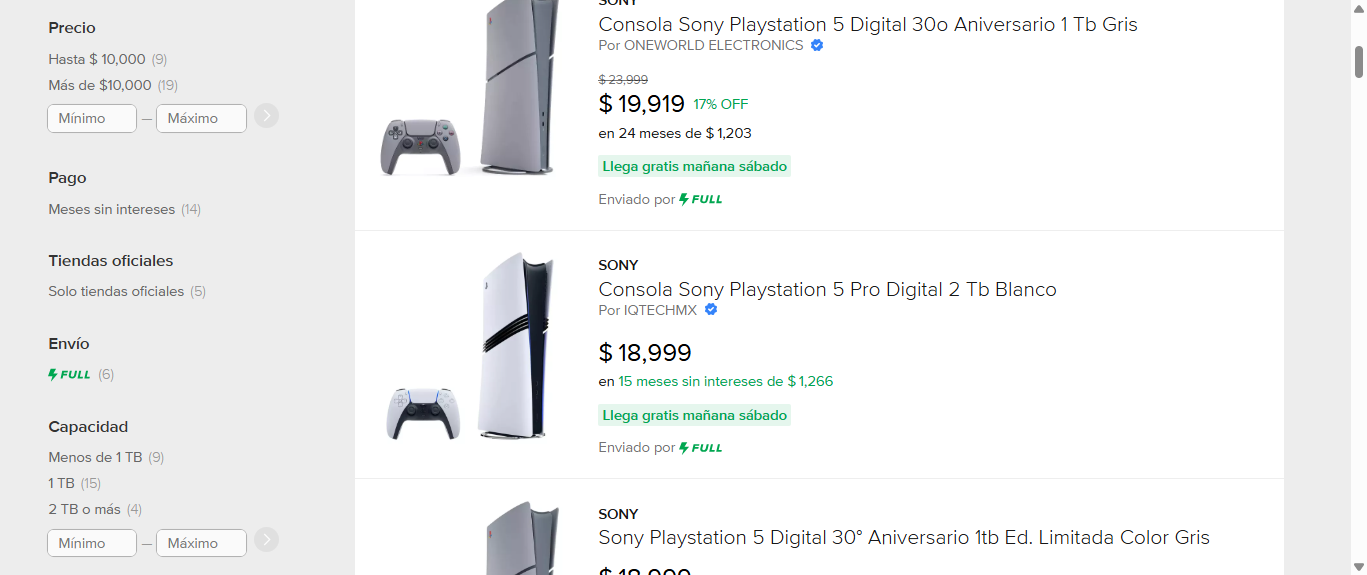 Precio
Hasta $ 10,000 (9)
Más de $10,000 (19)
Mínimo — Máximo
Pago
Meses sin intereses (14)
Tiendas oficiales
Solo tiendas oficiales (5)
Envío
FULL (6)
Capacidad
Menos de 1 TB (9)
1 TB (15)
2 TB o más (4)
Mínimo — Máximo
SONY
Consola Sony Playstation 5 Digital 30o Aniversario 1 Tb Gris
Por ONEWORLD ELECTRONICS
$ 23,999
$ 19,919 17% OFF
en 24 meses de $ 1,203
Llega gratis mañana sábado
Enviado por FULL
SONY
Consola Sony Playstation 5 Pro Digital 2 Tb Blanco
Por IQTECHMX
$ 18,999
en 15 meses sin intereses de $ 1,266
Llega gratis mañana sábado
Enviado por FULL
SONY
Sony Playstation 5 Digital 30° Aniversario 1tb Ed. Limitada Color Gris
$ 18,999